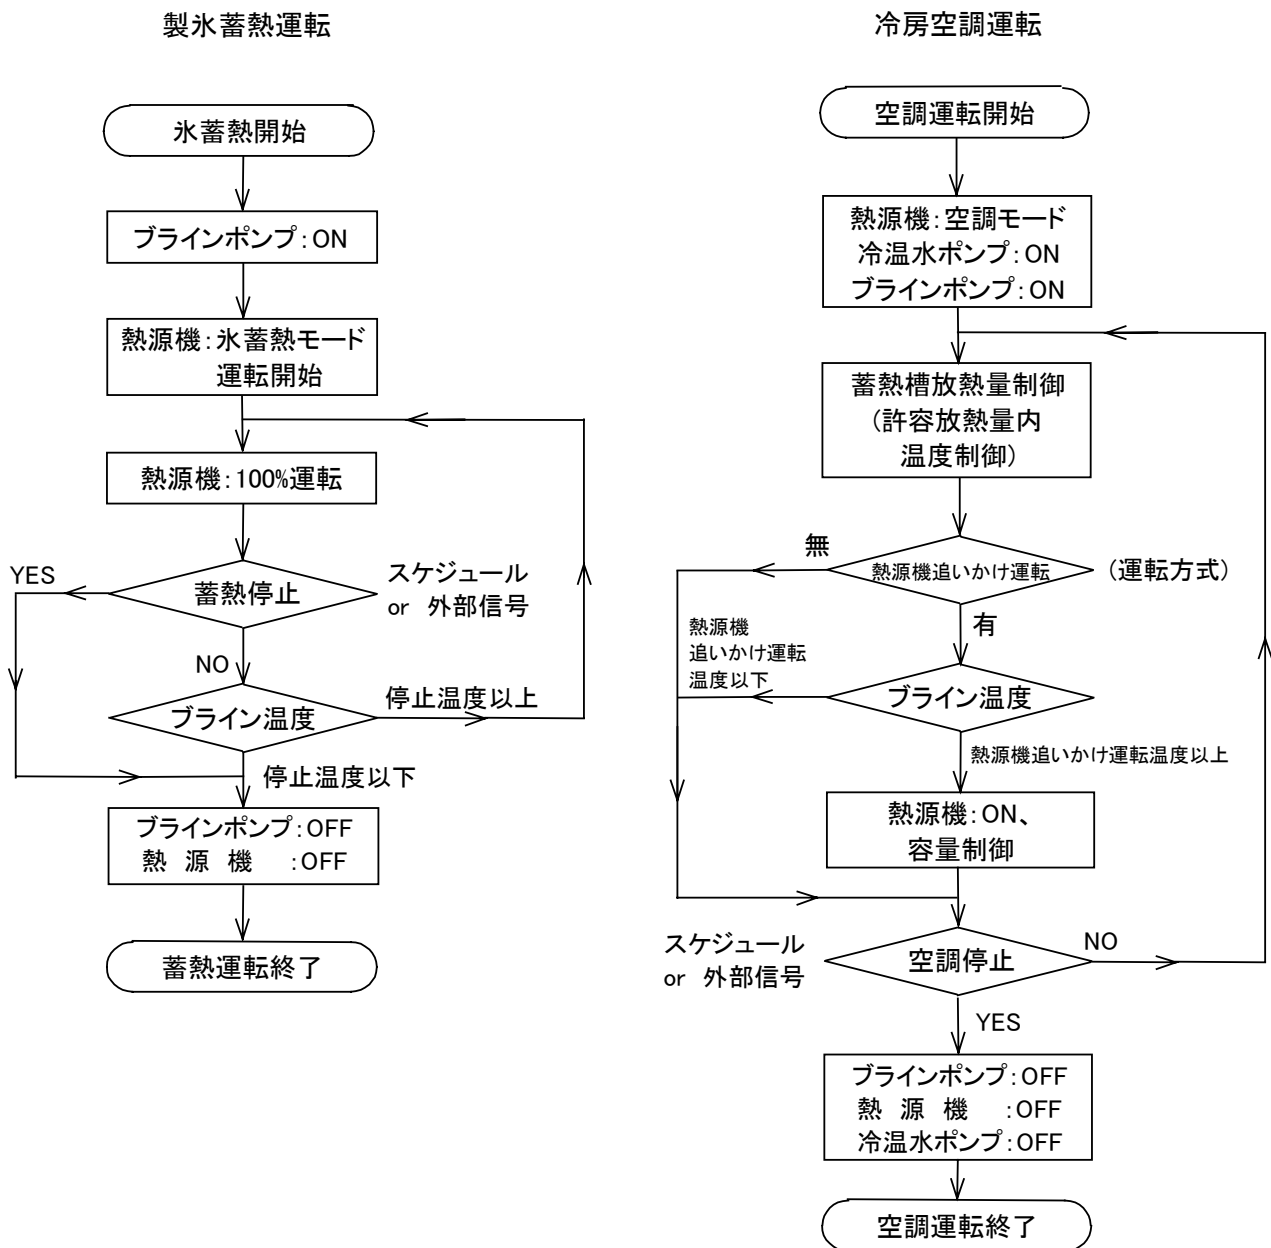 製氷蓄熱運転
氷蓄熱開始
ブラインポンプ:ON
熱源機:氷蓄熱モード
運転開始
熱源機:100%運転
YES
蓄熱停止
スケジュール
or 外部信号
NO
ブライン温度
停止温度以上
停止温度以下
ブラインポンプ:OFF
熱 源 機 :OFF
蓄熱運転終了
冷房空調運転
空調運転開始
熱源機:空調モード
冷温水ポンプ:ON
ブラインポンプ:ON
蓄熱槽放熱量制御
(許容放熱量内
温度制御)
無
熱源機追いかけ運転
(運転方式)
有
熱源機
追いかけ運転
温度以下
ブライン温度
熱源機追いかけ運転温度以上
熱源機:ON、
容量制御
スケジュール
or 外部信号
空調停止
NO
YES
ブラインポンプ:OFF
熱 源 機 :OFF
冷温水ポンプ:OFF
空調運転終了